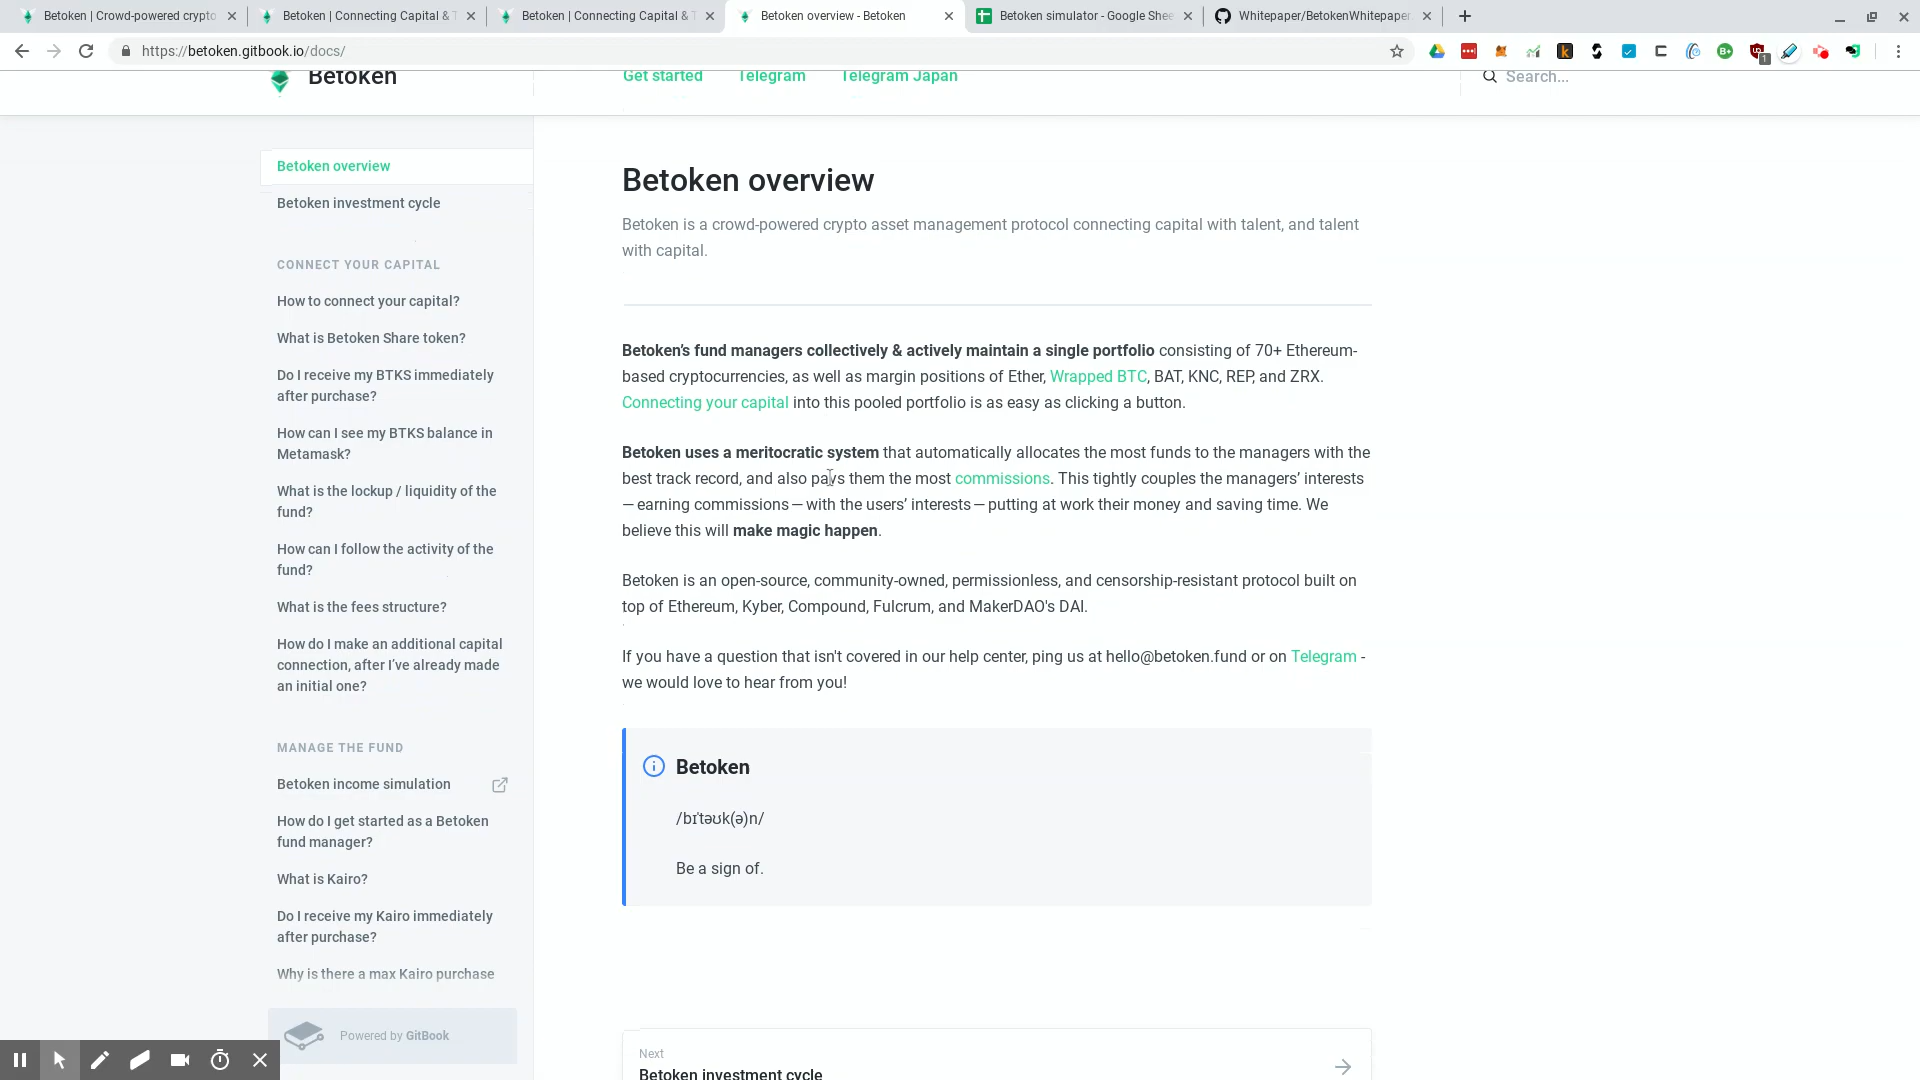 Betoken | Crowd-powered crypto
Betoken | Connecting Capital & T
Betoken | Connecting Capital & T
Betoken overview - Betoken
Betoken simulator - Google Shee
Whitepaper/BetokenWhitepaper.
https://betoken.gitbook.io/docs/
Betoken
Get started
Telegram
Telegram Japan
Search...
Betoken overview
Betoken investment cycle
CONNECT YOUR CAPITAL
How to connect your capital?
What is Betoken Share token?
Do I receive my BTKS immediately
after purchase?
How can I see my BTKS balance in
Metamask?
What is the lockup / liquidity of the
fund?
How can I follow the activity of the
fund?
What is the fees structure?
How do I make an additional capital
connection, after I've already made
an initial one?
MANAGE THE FUND
Betoken income simulation
How do I get started as a Betoken
fund manager?
What is Kairo?
Do I receive my Kairo immediately
after purchase?
Why is there a max Kairo purchase
Powered by GitBook
Betoken overview
Betoken is a crowd-powered crypto asset management protocol connecting capital with talent, and talent
with capital.
Betoken's fund managers collectively & actively maintain a single portfolio consisting of 70+ Ethereum-
based cryptocurrencies, as well as margin positions of Ether, Wrapped BTC, BAT, KNC, REP, and ZRX.
Connecting your capital into this pooled portfolio is as easy as clicking a button.
Betoken uses a meritocratic system that automatically allocates the most funds to the managers with the
best track record, and also pays them the most commissions. This tightly couples the managers' interests
— earning commissions — with the users' interests — putting at work their money and saving time. We
believe this will make magic happen.
Betoken is an open-source, community-owned, permissionless, and censorship-resistant protocol built on
top of Ethereum, Kyber, Compound, Fulcrum, and MakerDAO's DAI.
If you have a question that isn't covered in our help center, ping us at hello@betoken.fund or on Telegram -
we would love to hear from you!
Betoken
/bɪˈtəʊk(ə)n/
Be a sign of.
Next
Betoken investment cycle